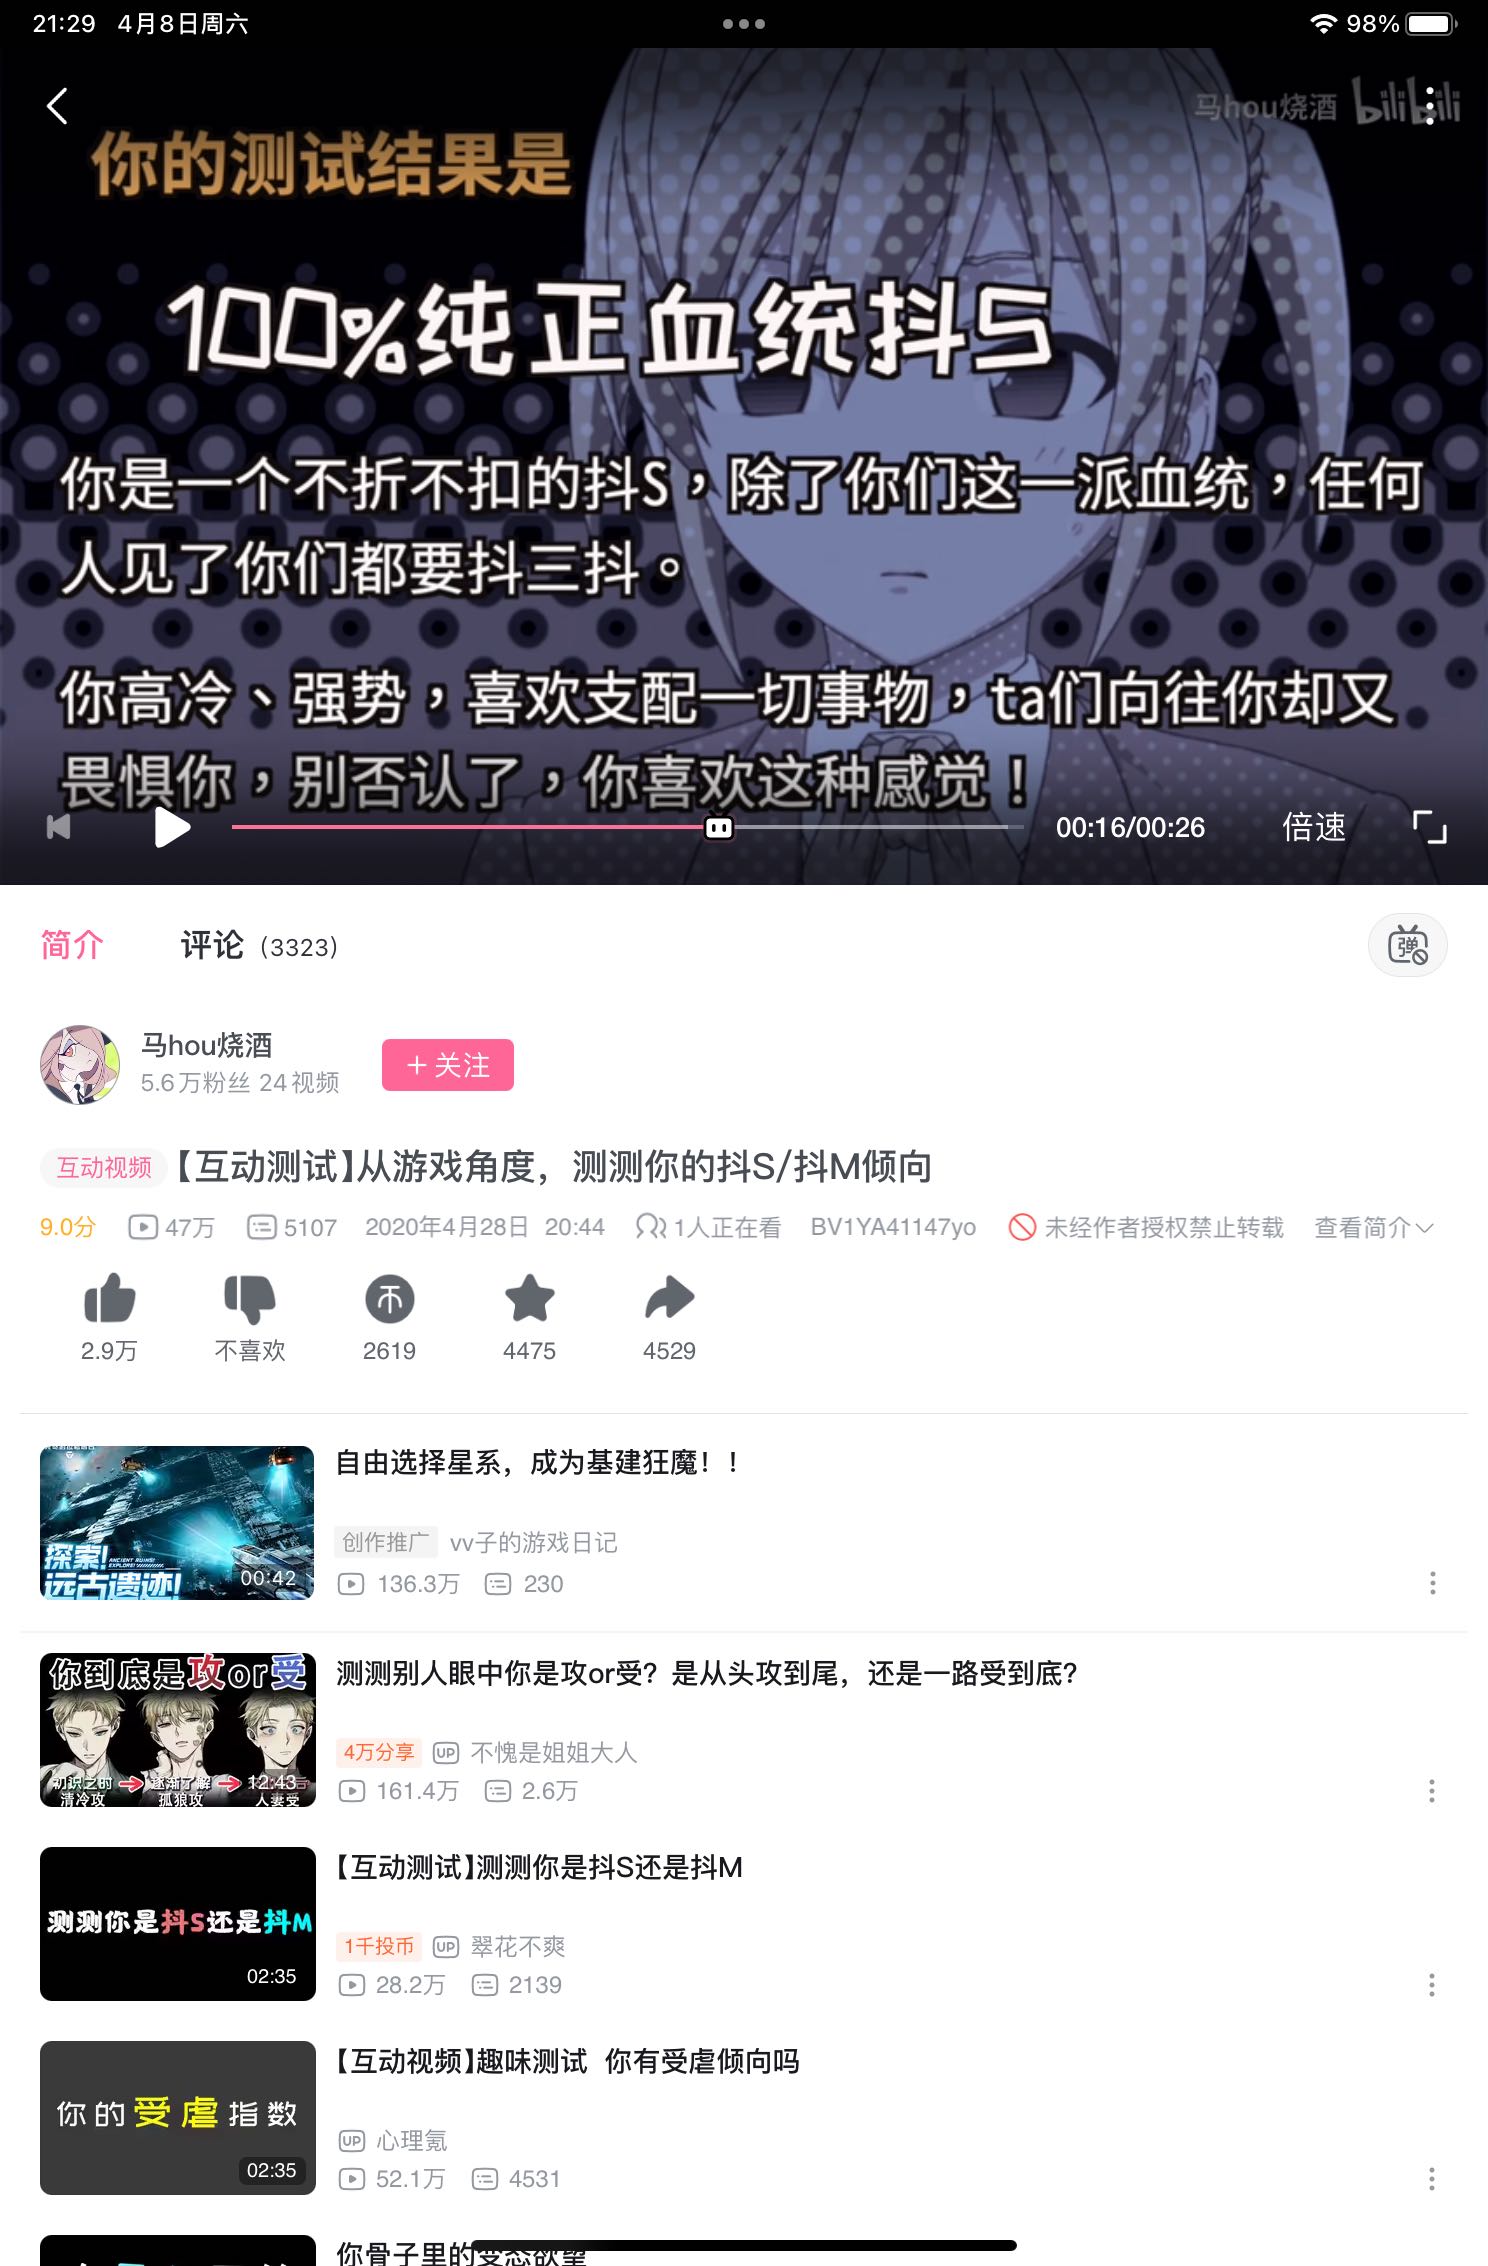 21:29 4月8日周六
98%
马hou烧酒 bilibili
你的测试结果是
100%纯正血统抖S
你是一个不折不扣的抖S，除了你们这一派血统，任何
人见了你们都要抖三抖。
你高冷、强势，喜欢支配一切事物，ta们向往你却又
畏惧你，别否认了，你喜欢这种感觉！
00:16/00:26 倍速
简介 评论（3323）
弹
马hou烧酒
5.6万粉丝 24视频
＋关注
互动视频 【互动测试】从游戏角度，测测你的抖S/抖M倾向
9.0分 47万 5107 2020年4月28日 20:44 1人正在看 BV1YA41147yo 未经作者授权禁止转载 查看简介
2.9万 不喜欢 2619 4475 4529
自由选择星系，成为基建狂魔！！
探索!
ANCIENT RUINS!
EXPLORE!
远古遗迹!
00:42
创作推广 vv子的游戏日记
136.3万 230
你到底是攻or受
初识之时 逐渐了解
清冷攻 孤狼攻 人妻受
12:43
测测别人眼中你是攻or受？是从头攻到尾，还是一路受到底？
4万分享 UP 不愧是姐姐大人
161.4万 2.6万
测测你是抖S还是抖M
02:35
【互动测试】测测你是抖S还是抖M
1千投币 UP 翠花不爽
28.2万 2139
你的受虐指数
02:35
【互动视频】趣味测试 你有受虐倾向吗
UP 心理氪
52.1万 4531
你骨子里的变态欲望